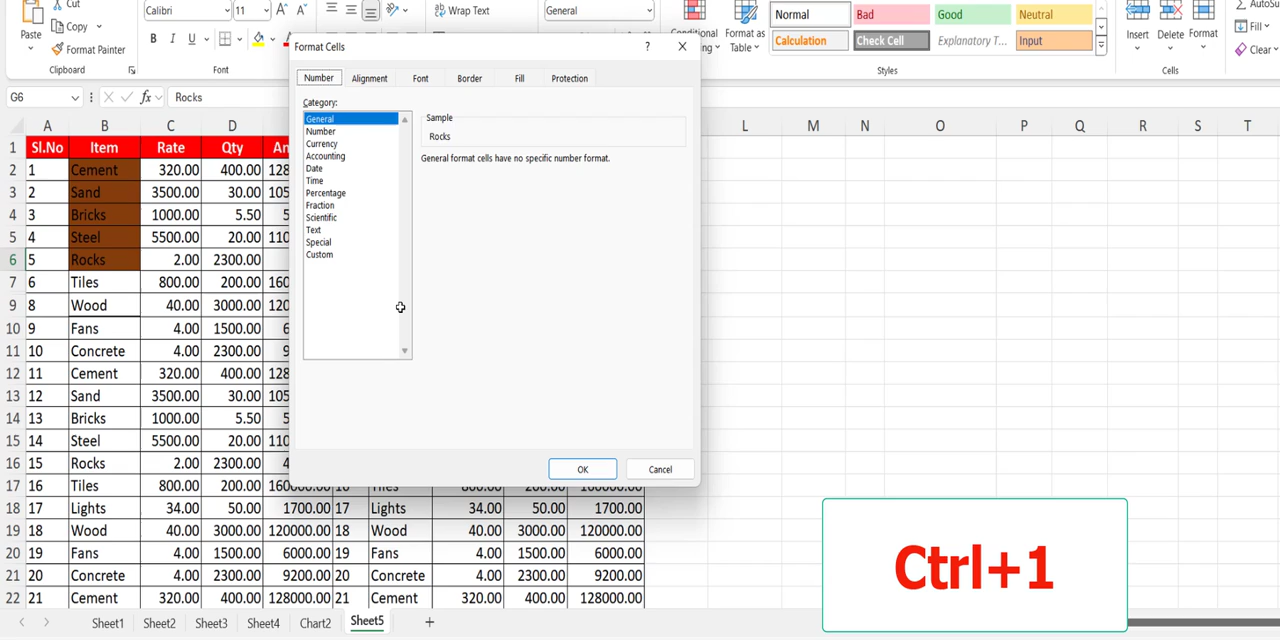 Cut
Calibri 11 A A
Wrap Text
General
Normal Bad Good Neutral
AutoSu
Paste
Copy
Format Painter
B I U
Conditional
Format as
Table
Calculation Check Cell Explanatory T... Input
Insert Delete Format
Fill
Clear
Clipboard Font Styles Cells
G6 fx Rocks
Format Cells ? ✕
Number Alignment Font Border Fill Protection
Category:
General
Number
Currency
Accounting
Date
Time
Percentage
Fraction
Scientific
Text
Special
Custom
Sample
Rocks
General format cells have no specific number format.
OK Cancel
A B C D L M N O P Q R S T
1 Sl.No Item Rate Qty An
2 1 Cement 320.00 400.00 128
3 2 Sand 3500.00 30.00 105
4 3 Bricks 1000.00 5.50 5
5 4 Steel 5500.00 20.00 110
6 5 Rocks 2.00 2300.00
7 6 Tiles 800.00 200.00 160
9 8 Wood 40.00 3000.00 120
10 9 Fans 4.00 1500.00 6
11 10 Concrete 4.00 2300.00 9
12 11 Cement 320.00 400.00 128
13 12 Sand 3500.00 30.00 105
14 13 Bricks 1000.00 5.50 5
15 14 Steel 5500.00 20.00 110
16 15 Rocks 2.00 2300.00 4
17 16 Tiles 800.00 200.00 160000.00 16 Tiles 800.00 200.00 160000.00
18 17 Lights 34.00 50.00 1700.00 17 Lights 34.00 50.00 1700.00
19 18 Wood 40.00 3000.00 120000.00 18 Wood 40.00 3000.00 120000.00
20 19 Fans 4.00 1500.00 6000.00 19 Fans 4.00 1500.00 6000.00
21 20 Concrete 4.00 2300.00 9200.00 20 Concrete 4.00 2300.00 9200.00
22 21 Cement 320.00 400.00 128000.00 21 Cement 320.00 400.00 128000.00
Ctrl+1
Sheet1 Sheet2 Sheet3 Sheet4 Chart2 Sheet5 +